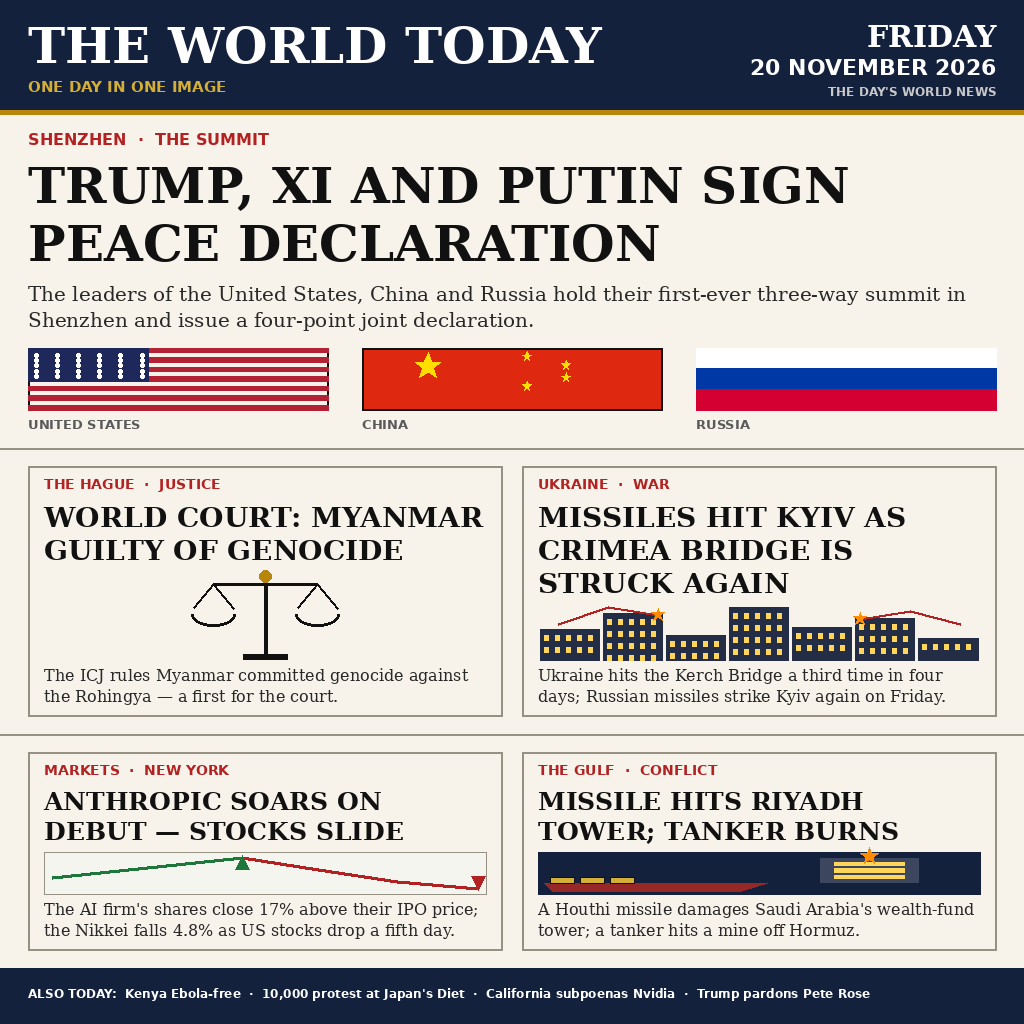 THE WORLD TODAY
ONE DAY IN ONE IMAGE
FRIDAY
20 NOVEMBER 2026
THE DAY'S WORLD NEWS
SHENZHEN · THE SUMMIT
TRUMP, XI AND PUTIN SIGN
PEACE DECLARATION
The leaders of the United States, China and Russia hold their first-ever three-way summit in
Shenzhen and issue a four-point joint declaration.
UNITED STATES
CHINA
RUSSIA
THE HAGUE · JUSTICE
WORLD COURT: MYANMAR
GUILTY OF GENOCIDE
The ICJ rules Myanmar committed genocide against
the Rohingya — a first for the court.
UKRAINE · WAR
MISSILES HIT KYIV AS
CRIMEA BRIDGE IS
STRUCK AGAIN
Ukraine hits the Kerch Bridge a third time in four
days; Russian missiles strike Kyiv again on Friday.
MARKETS · NEW YORK
ANTHROPIC SOARS ON
DEBUT — STOCKS SLIDE
The AI firm's shares close 17% above their IPO price;
the Nikkei falls 4.8% as US stocks drop a fifth day.
THE GULF · CONFLICT
MISSILE HITS RIYADH
TOWER; TANKER BURNS
A Houthi missile damages Saudi Arabia's wealth-fund
tower; a tanker hits a mine off Hormuz.
ALSO TODAY: Kenya Ebola-free · 10,000 protest at Japan's Diet · California subpoenas Nvidia · Trump pardons Pete Rose